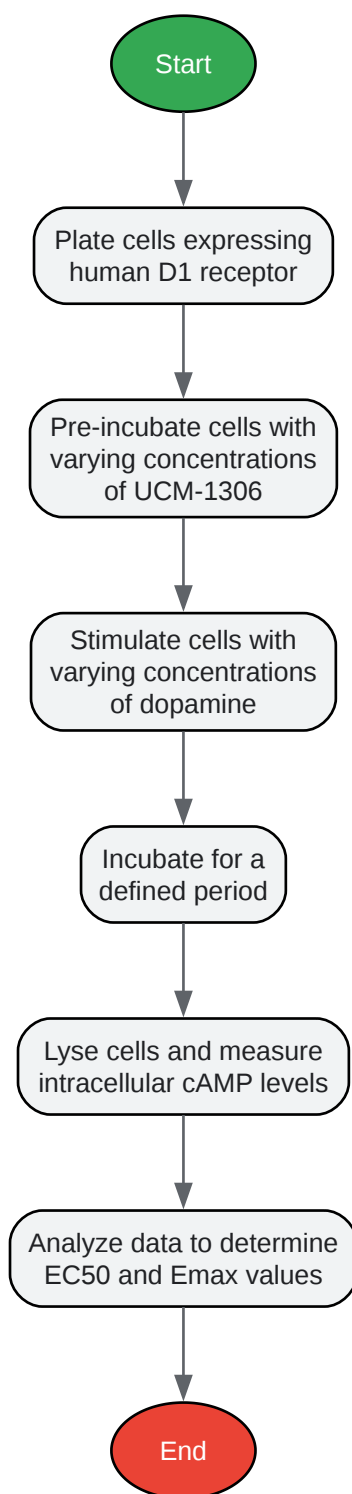 Start
Plate cells expressing
human D1 receptor
Pre-incubate cells with
varying concentrations
of UCM-1306
Stimulate cells with
varying concentrations
of dopamine
Incubate for a
defined period
Lyse cells and measure
intracellular cAMP levels
Analyze data to determine
EC50 and Emax values
End